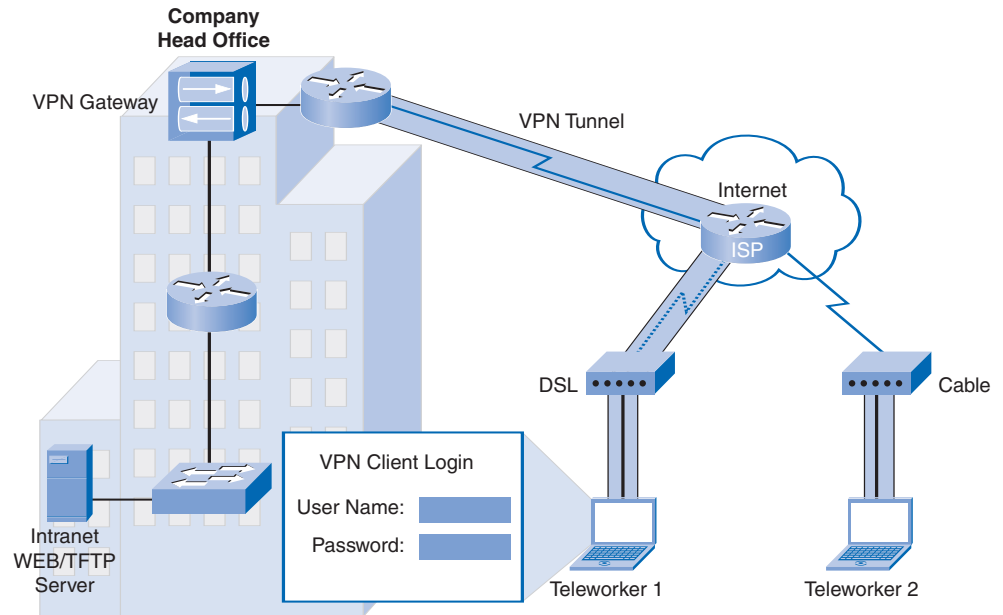 Company
Head Office
VPN Gateway
VPN Tunnel
Internet
ISP
DSL
Cable
VPN Client Login
User Name:
Password:
Intranet
WEB/TFTP
Server
Teleworker 1
Teleworker 2